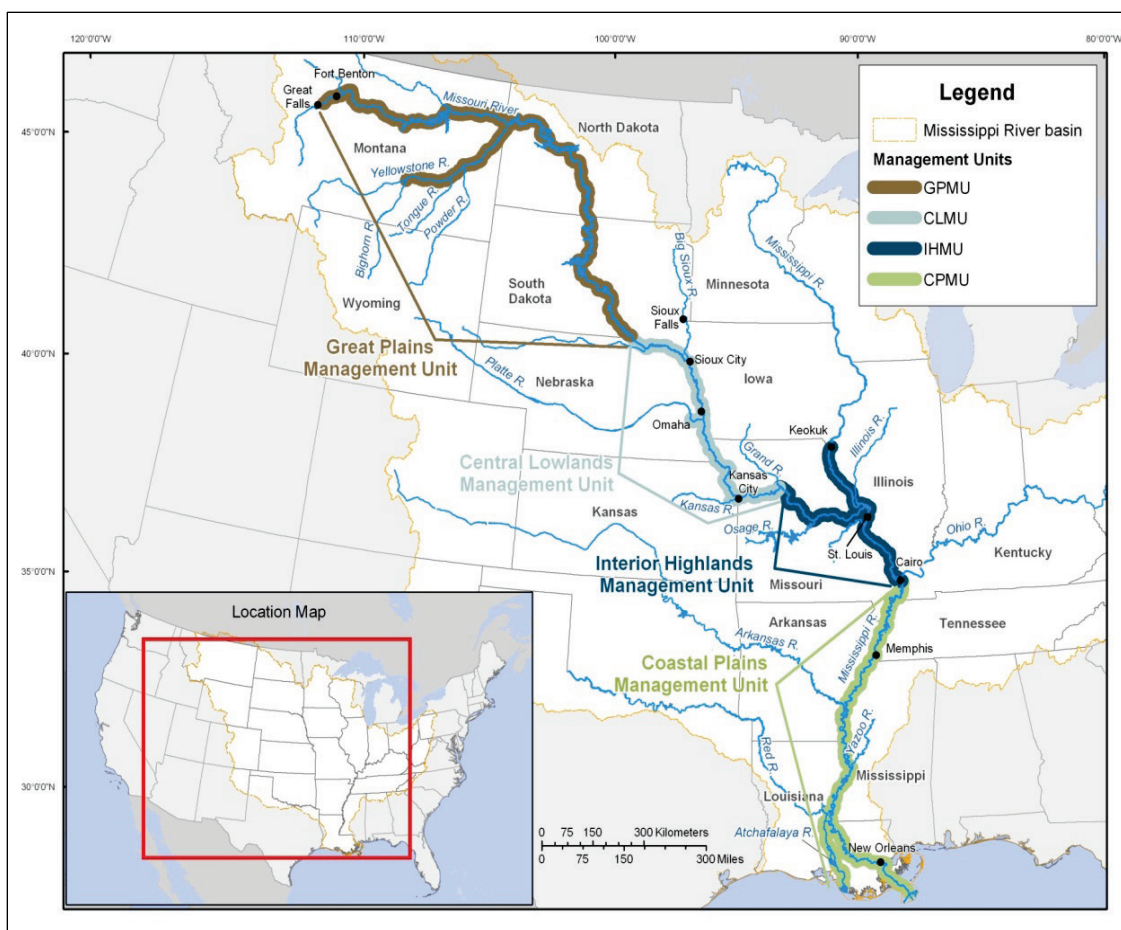 120°0'0"W
110°0'0"W
100°0'0"W
90°0'0"W
80°0'0"W
45°0'0"N
40°0'0"N
35°0'0"N
30°0'0"N
Legend
Mississippi River basin
Management Units
GPMU
CLMU
IHMU
CPMU
Fort Benton
Great
Falls
Missouri River
North Dakota
Montana
Yellowstone R.
Tongue R.
Powder R.
Bighorn R.
Big Sioux R.
Mississippi R.
Minnesota
South
Dakota
Wyoming
Sioux
Falls
Great Plains
Management Unit
Sioux City
Platte R.
Nebraska
Iowa
Omaha
Keokuk
Illinois R.
Grand R.
Central Lowlands
Management Unit
Kansas
City
Illinois
Kansas R.
Kansas
Osage R.
St. Louis
Ohio R.
Cairo
Kentucky
Interior Highlands
Management Unit
Missouri
Arkansas
Tennessee
Arkansas R.
Mississippi R.
Memphis
Coastal Plains
Management Unit
Red R.
Yazoo R.
Mississippi
Louisiana
Atchafalaya R.
New Orleans
0 75 150 300 Kilometers
0 75 150 300 Miles
Location Map